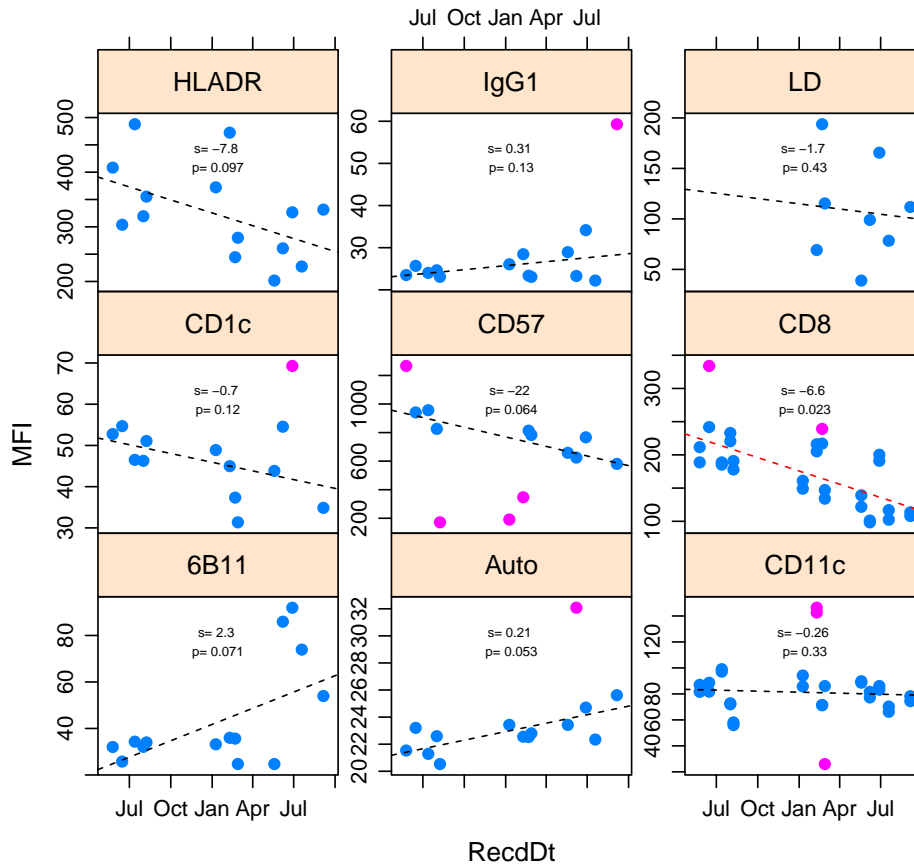 Jul Oct Jan Apr Jul
HLADR
IgG1
LD
500
400
300
200
s= −7.8
p= 0.097
60
50
40
30
s= 0.31
p= 0.13
200
150
100
50
s= −1.7
p= 0.43
CD1c
CD57
CD8
70
60
50
40
30
s= −0.7
p= 0.12
1000
600
200
s= −22
p= 0.064
300
200
100
s= −6.6
p= 0.023
6B11
Auto
CD11c
80
60
40
s= 2.3
p= 0.071
32
30
28
26
24
22
20
s= 0.21
p= 0.053
120
80
60
40
s= −0.26
p= 0.33
MFI
Jul Oct Jan Apr Jul
Jul Oct Jan Apr Jul
RecdDt